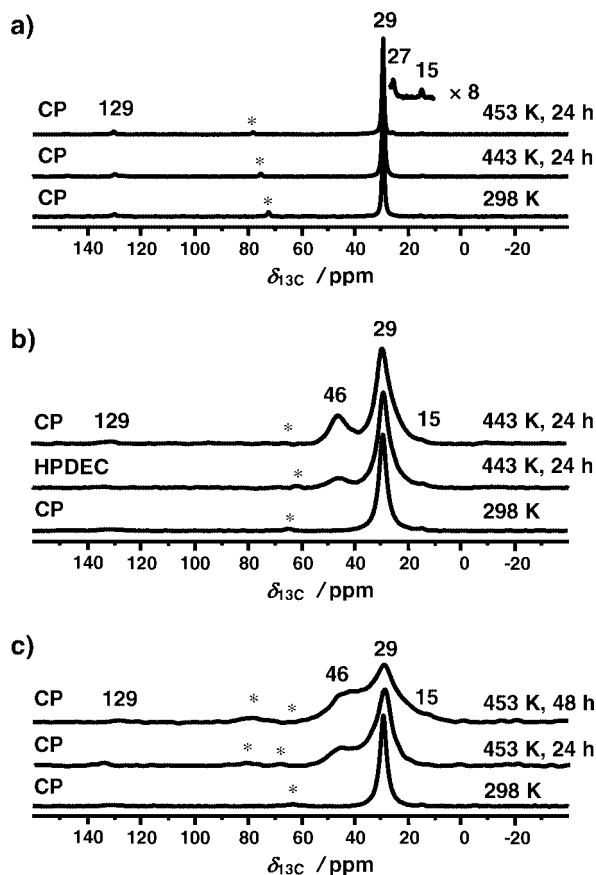 a)
29
27
15
× 8
CP 129 * 453 K, 24 h
CP * 443 K, 24 h
CP * 298 K
140 120 100 80 60 40 20 0 -20
δ13C / ppm
b)
29
46
CP 129 * 15 443 K, 24 h
HPDEC * 443 K, 24 h
CP * 298 K
140 120 100 80 60 40 20 0 -20
δ13C / ppm
c)
29
46
CP 129 * * 15 453 K, 48 h
CP * * 453 K, 24 h
CP * 298 K
140 120 100 80 60 40 20 0 -20
δ13C / ppm